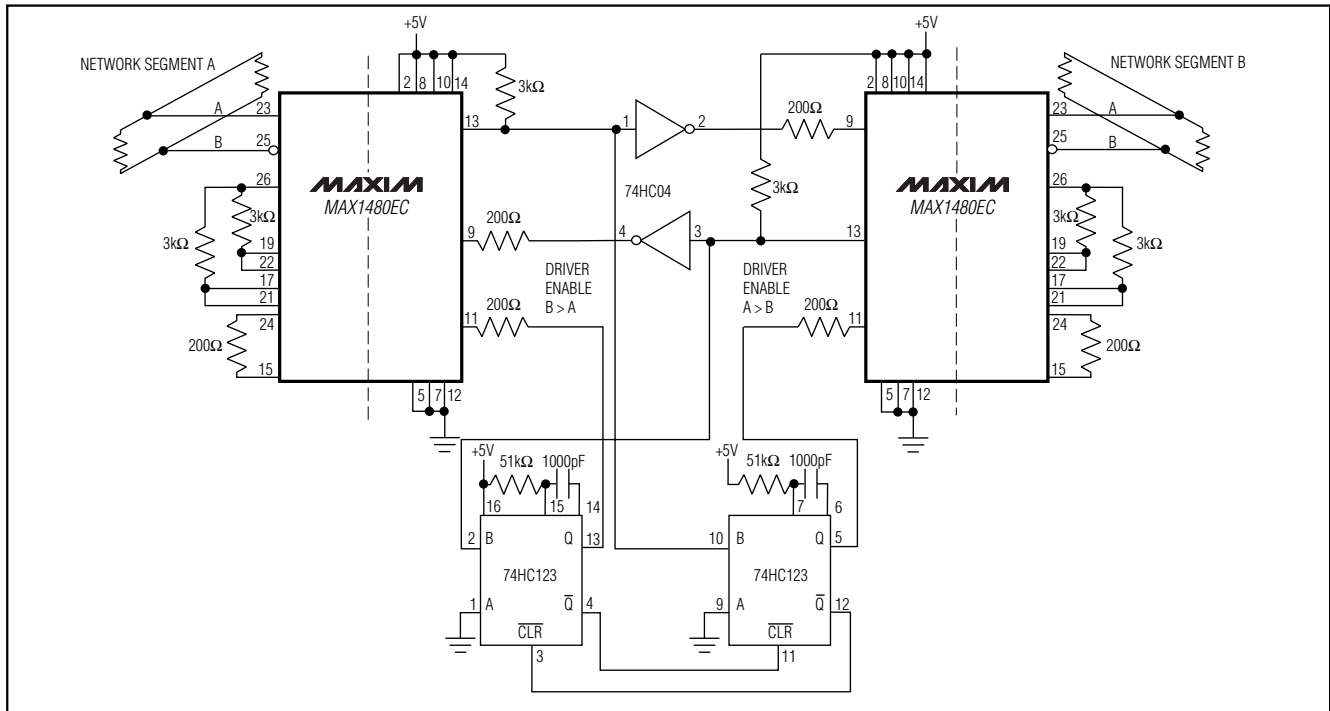 +5V
+5V
NETWORK SEGMENT A
NETWORK SEGMENT B
2 8 10 14
3kΩ
2 8 10 14
A
23
13
1
2
200Ω
9
23
A
B
25
25
B
MAXIM
MAX1480EC
74HC04
3kΩ
MAXIM
MAX1480EC
26
26
3kΩ
3kΩ
3kΩ
3kΩ
19
22
17
21
9
200Ω
4
3
13
19
22
17
21
DRIVER
ENABLE
B > A
DRIVER
ENABLE
A > B
24
200Ω
15
11
200Ω
200Ω
11
24
200Ω
15
5 7 12
5 7 12
+5V
51kΩ
1000pF
+5V
51kΩ
1000pF
16
15
14
7
6
2
B
Q
13
10
B
Q
5
74HC123
74HC123
1
A
Q
4
9
A
Q
12
CLR
CLR
3
11